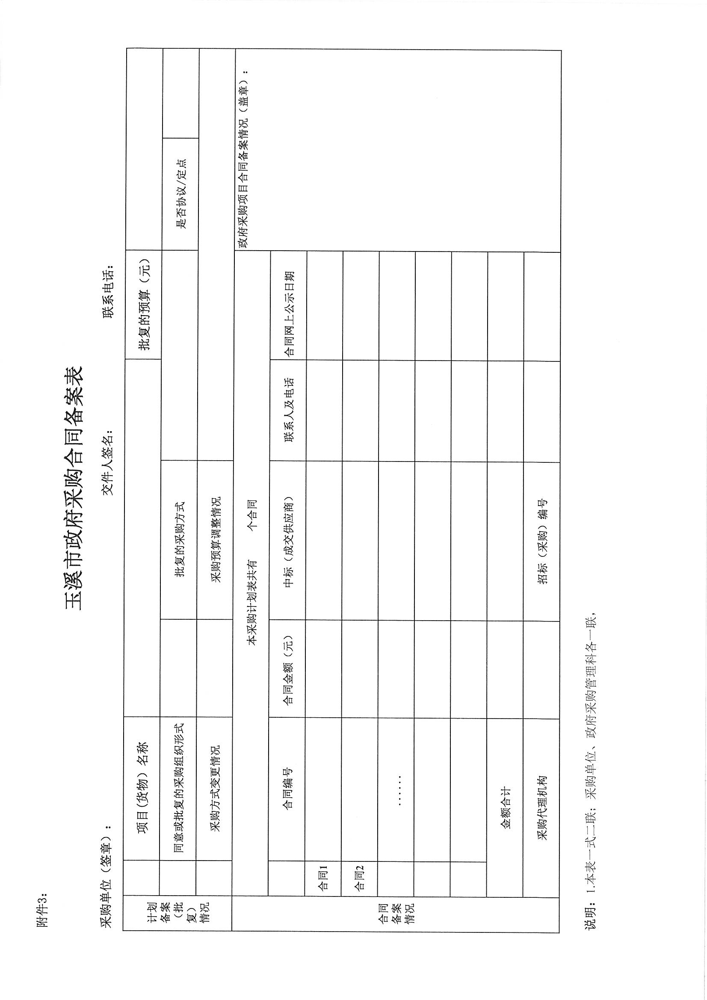 附件3:
玉溪市政府采购合同备案表
采购单位（签章）: 交件人签名: 联系电话:
计划
备案
（批
复）
情况
项目(货物）名称 批复的预算（元）
同意或批复的采购组织形式 批复的采购方式 是否协议/定点
采购方式变更情况 采购预算调整情况
合同
备案
情况
本采购计划表共有 个合同 政府采购项目合同备案情况（盖章）:
合同编号 合同金额（元） 中标（成交供应商） 联系人及电话 合同网上公示日期
合同1
合同2
······
金额合计
采购代理机构 招标（采购）编号
说明: 1.本表一式二联; 采购单位、政府采购管理科各一联,